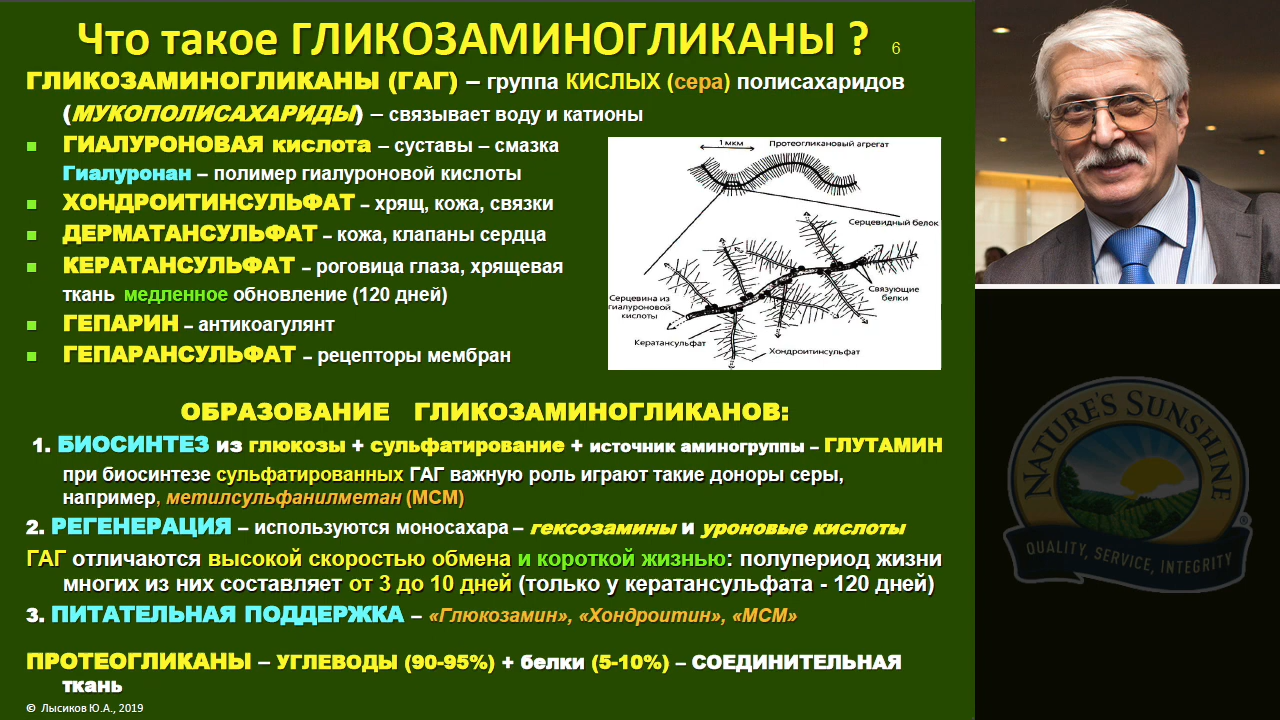 Что такое ГЛИКОЗАМИНОГЛИКАНЫ ? 6
ГЛИКОЗАМИНОГЛИКАНЫ (ГАГ) – группа КИСЛЫХ (сера) полисахаридов
(МУКОПОЛИСАХАРИДЫ) – связывает воду и катионы
ГИАЛУРОНОВАЯ кислота – суставы – смазка
Гиалуронан – полимер гиалуроновой кислоты
ХОНДРОИТИНСУЛЬФАТ – хрящ, кожа, связки
ДЕРМАТАНСУЛЬФАТ – кожа, клапаны сердца
КЕРАТАНСУЛЬФАТ – роговица глаза, хрящевая
ткань медленное обновление (120 дней)
ГЕПАРИН – антикоагулянт
ГЕПАРАНСУЛЬФАТ – рецепторы мембран
1 мкм
Протеогликановый агрегат
Серцевидный белок
Связующие
белки
Серцевина из
гиалуроновой
кислоты
Кератансульфат
Хондроитинсульфат
ОБРАЗОВАНИЕ ГЛИКОЗАМИНОГЛИКАНОВ:
1. БИОСИНТЕЗ из глюкозы + сульфатирование + источник аминогруппы – ГЛУТАМИН
при биосинтезе сульфатированных ГАГ важную роль играют такие доноры серы,
например, метилсульфанилметан (МСМ)
2. РЕГЕНЕРАЦИЯ – используются моносахара – гексозамины и уроновые кислоты
ГАГ отличаются высокой скоростью обмена и короткой жизнью: полупериод жизни
многих из них составляет от 3 до 10 дней (только у кератансульфата - 120 дней)
3. ПИТАТЕЛЬНАЯ ПОДДЕРЖКА – «Глюкозамин», «Хондроитин», «МСМ»
ПРОТЕОГЛИКАНЫ – УГЛЕВОДЫ (90-95%) + белки (5-10%) – СОЕДИНИТЕЛЬНАЯ
ткань
© Лысиков Ю.А., 2019
NATURE'S SUNSHINE
®
QUALITY, SERVICE, INTEGRITY